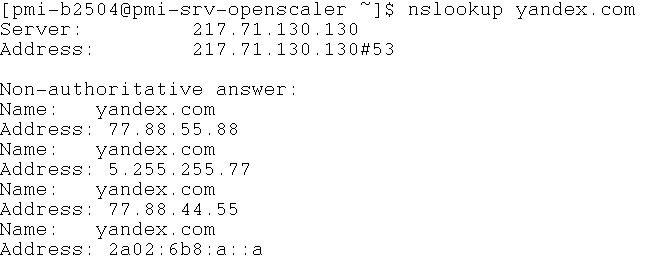 [pmi-b2504@pmi-srv-openscaler ~]$ nslookup yandex.com
Server:         217.71.130.130
Address:        217.71.130.130#53

Non-authoritative answer:
Name:   yandex.com
Address: 77.88.55.88
Name:   yandex.com
Address: 5.255.255.77
Name:   yandex.com
Address: 77.88.44.55
Name:   yandex.com
Address: 2a02:6b8:a::a